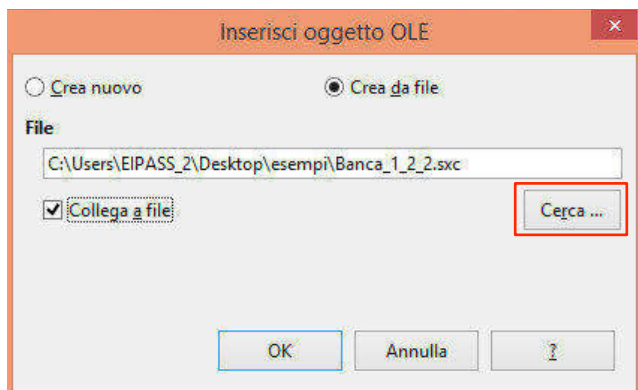 Inserisci oggetto OLE
×
Crea nuovo
Crea da file
File
C:\Users\EIPASS_2\Desktop\esempi\Banca_1_2_2.sxc
Collega a file
Cerca ...
OK
Annulla
?